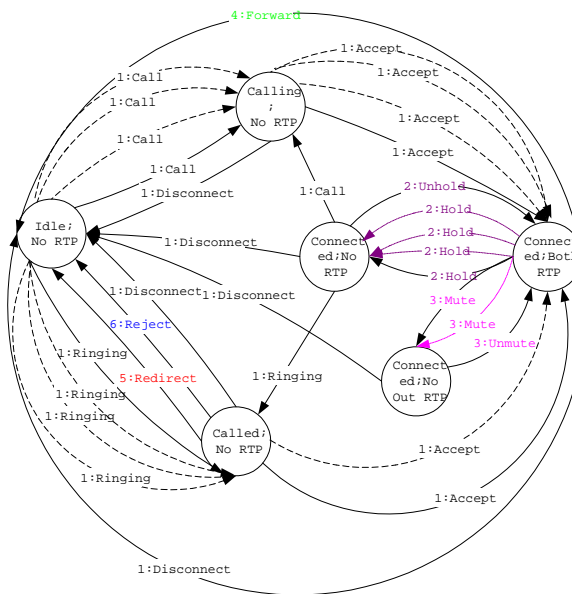 4:Forward
1:Accept
1:Accept
1:Call
1:Call
Calling
;
No RTP
1:Accept
1:Call
1:Accept
1:Call
1:Disconnect
2:Unhold
1:Call
2:Hold
Idle;
No RTP
2:Hold
1:Disconnect
Connect
ed;No
RTP
2:Hold
Connect
ed;Both
RTP
2:Hold
1:Disconnect
1:Disconnect
3:Mute
6:Reject
3:Mute
3:Unmute
Connect
ed;No
Out RTP
5:Redirect
1:Ringing
1:Ringing
1:Ringing
1:Ringing
Called;
No RTP
1:Accept
1:Ringing
1:Accept
1:Disconnect